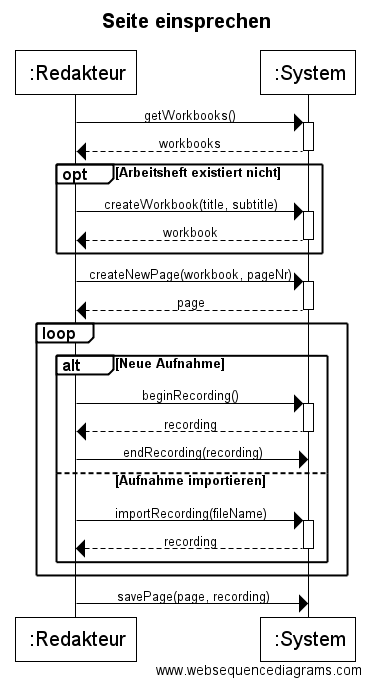 Seite einsprechen
:Redakteur :System
getWorkbooks()
workbooks
opt [Arbeitsheft existiert nicht]
createWorkbook(title, subtitle)
workbook
createNewPage(workbook, pageNr)
page
loop
alt [Neue Aufnahme]
beginRecording()
recording
endRecording(recording)
[Aufnahme importieren]
importRecording(fileName)
recording
savePage(page, recording)
:Redakteur :System
www.websequencediagrams.com